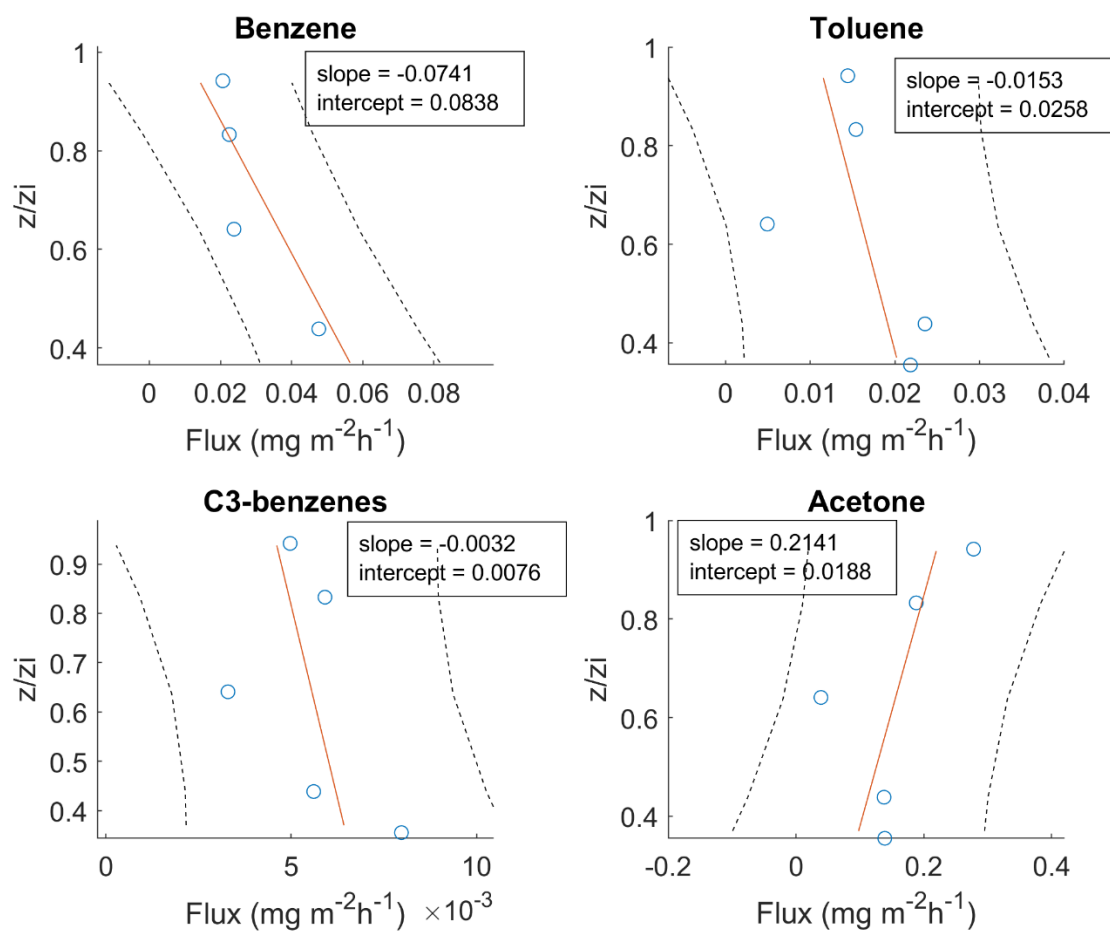 Benzene
1
0.8
0.6
0.4
z/zi
slope = -0.0741
intercept = 0.0838
0
0.02
0.04
0.06
0.08
Flux (mg m⁻²h⁻¹)
Toluene
1
0.8
0.6
0.4
z/zi
slope = -0.0153
intercept = 0.0258
0
0.01
0.02
0.03
0.04
Flux (mg m⁻²h⁻¹)
C3-benzenes
0.9
0.8
0.7
0.6
0.5
0.4
z/zi
slope = -0.0032
intercept = 0.0076
0
5
10
Flux (mg m⁻²h⁻¹) ×10⁻³
Acetone
1
0.8
0.6
0.4
z/zi
slope = 0.2141
intercept = 0.0188
-0.2
0
0.2
0.4
Flux (mg m⁻²h⁻¹)